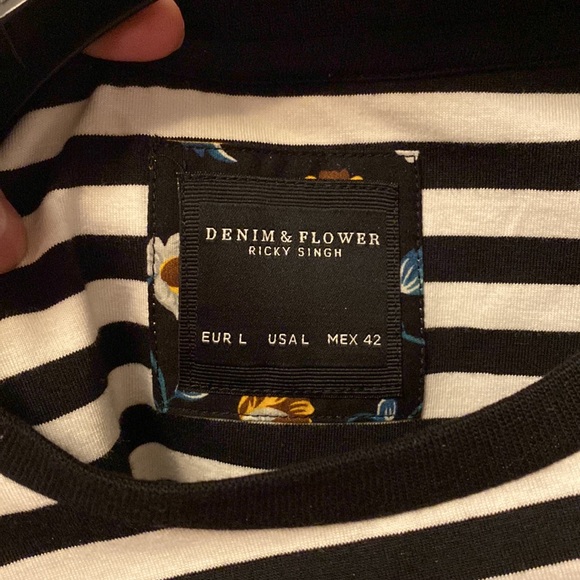 DENIM & FLOWER
RICKY SINGH
EUR L USA L MEX 42